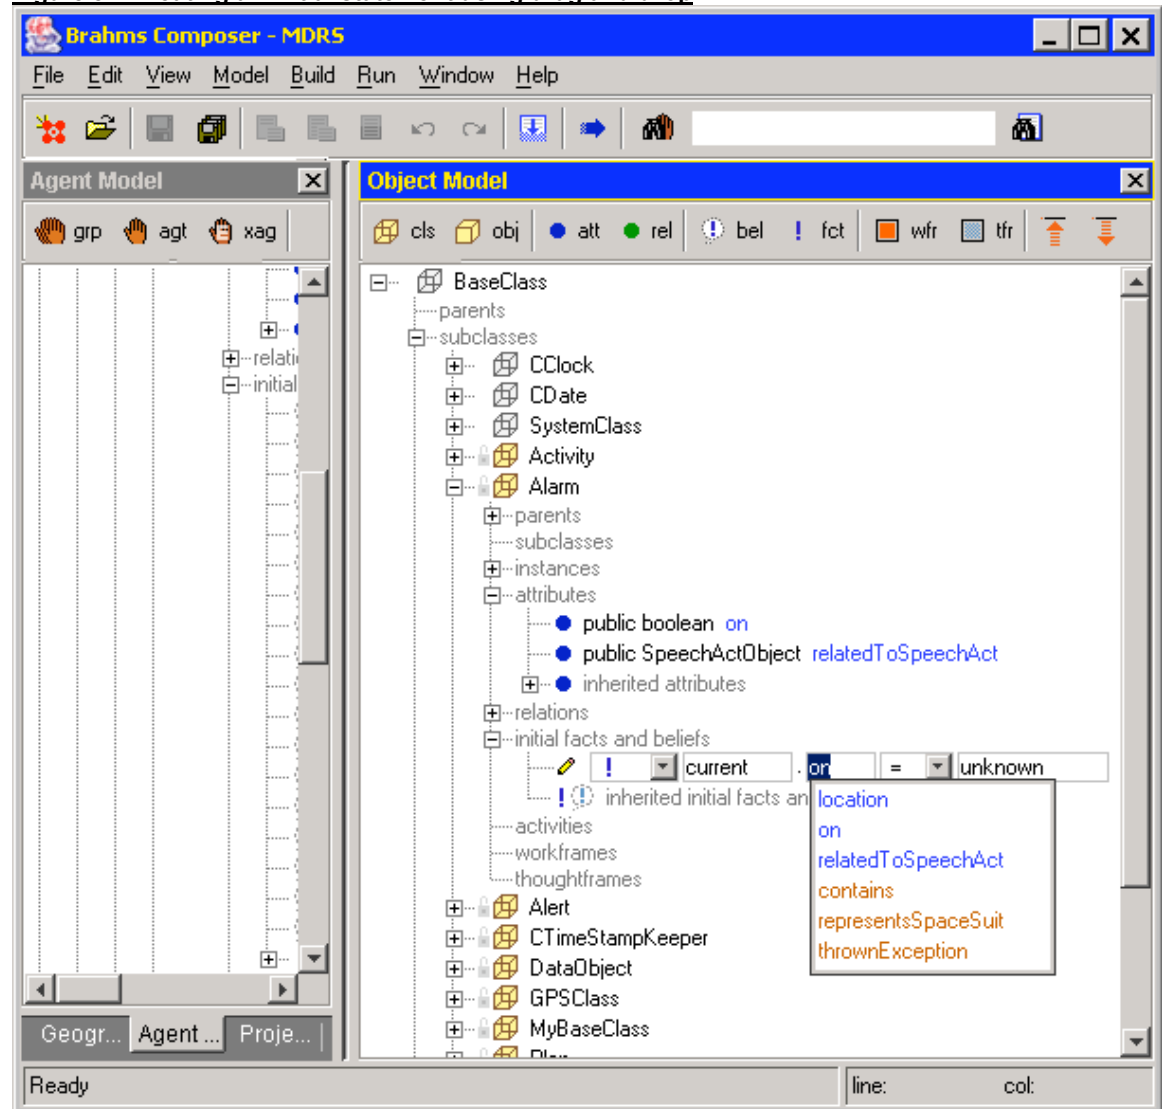 Brahms Composer - MDRS
File Edit View Model Build Run Window Help
Agent Model
Object Model
grp agt xag
cls obj att rel bel fct wfr tfr
relati
initial
BaseClass
parents
subclasses
CClock
CDate
SystemClass
Activity
Alarm
parents
subclasses
instances
attributes
public boolean on
public SpeechActObject relatedToSpeechAct
inherited attributes
relations
initial facts and beliefs
! current . on = unknown
! inherited initial facts an
location
on
relatedToSpeechAct
contains
representsSpaceSuit
thrownException
activities
workframes
thoughtframes
Alert
CTimeStampKeeper
DataObject
GPSClass
MyBaseClass
Geogr... Agent ... Proje...
Ready
line: col: